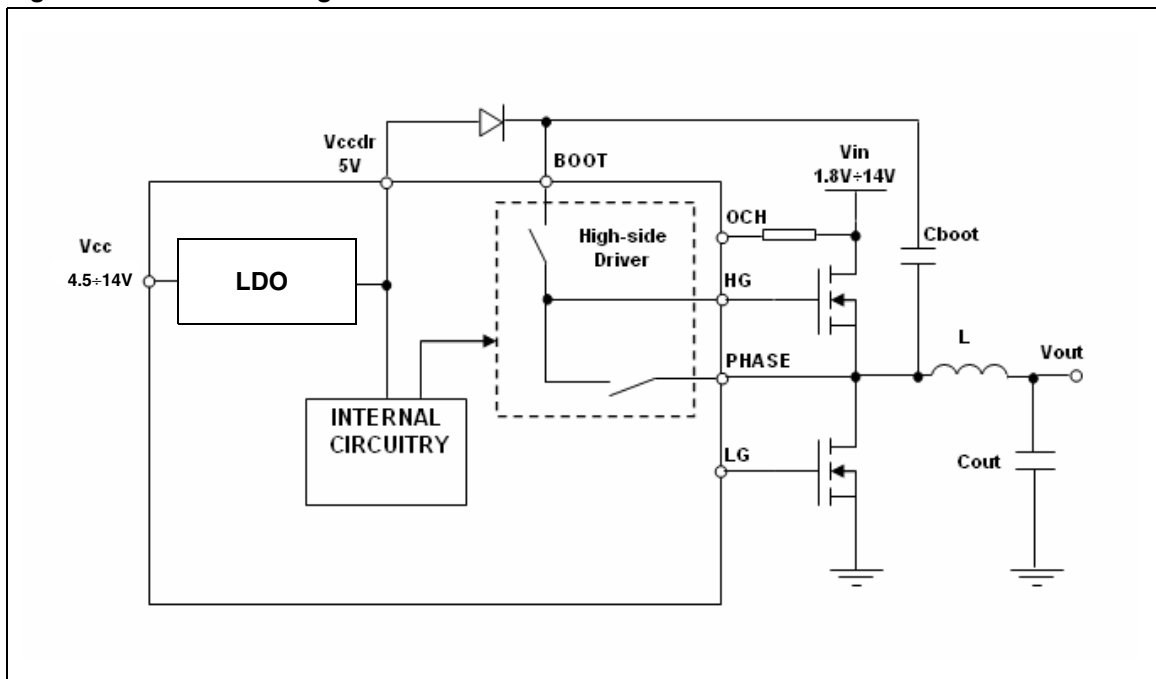 Vccdr
5V
BOOT
Vin
1.8V÷14V
OCH
High-side
Driver
Cboot
Vcc
4.5÷14V
LDO
HG
L
Vout
PHASE
INTERNAL
CIRCUITRY
LG
Cout